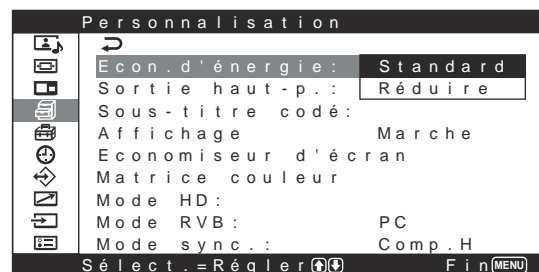 Personnalisation
Econ.d'énergie: Standard
Sortie haut-p.: Réduire
Sous-titre codé:
Affichage Marche
Economiseur d'écran
Matrice couleur
Mode HD:
Mode RVB: PC
Mode sync.: Comp.H
Sélect.=Régler Fin MENU